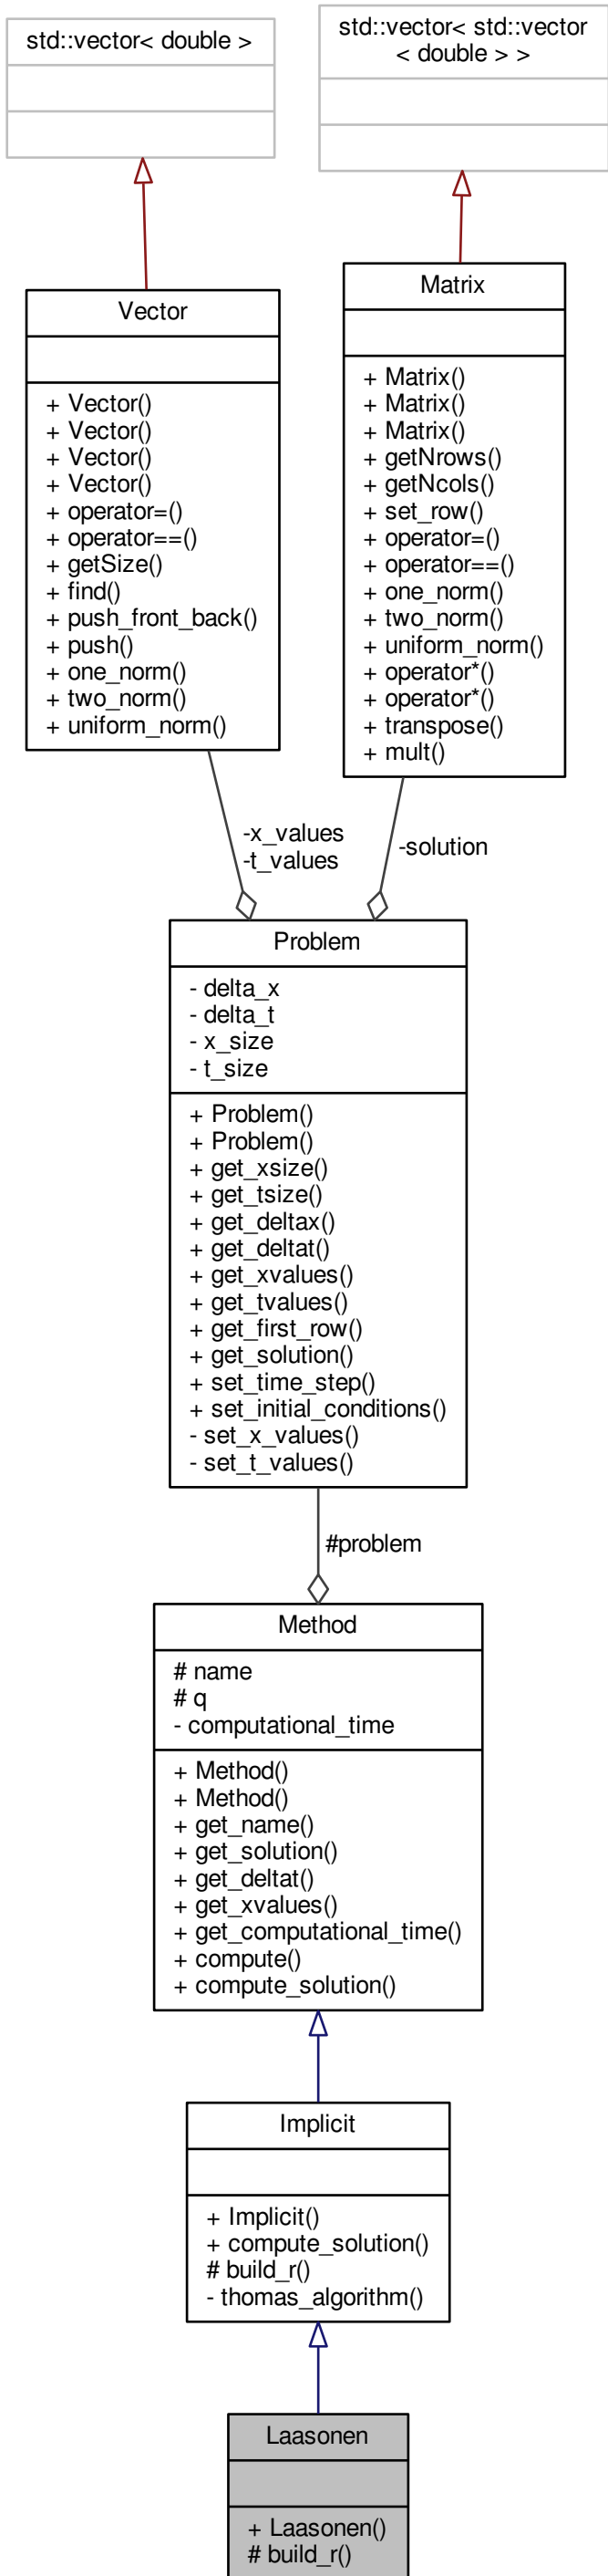 std::vector< double >
std::vector< std::vector
< double > >
Vector
+ Vector()
+ Vector()
+ Vector()
+ Vector()
+ operator=()
+ operator==()
+ getSize()
+ find()
+ push_front_back()
+ push()
+ one_norm()
+ two_norm()
+ uniform_norm()
Matrix
+ Matrix()
+ Matrix()
+ Matrix()
+ getNrows()
+ getNcols()
+ set_row()
+ operator=()
+ operator==()
+ one_norm()
+ two_norm()
+ uniform_norm()
+ operator*()
+ operator*()
+ transpose()
+ mult()
-x_values
-t_values
-solution
Problem
- delta_x
- delta_t
- x_size
- t_size
+ Problem()
+ Problem()
+ get_xsize()
+ get_tsize()
+ get_deltax()
+ get_deltat()
+ get_xvalues()
+ get_tvalues()
+ get_first_row()
+ get_solution()
+ set_time_step()
+ set_initial_conditions()
- set_x_values()
- set_t_values()
#problem
Method
# name
# q
- computational_time
+ Method()
+ Method()
+ get_name()
+ get_solution()
+ get_deltat()
+ get_xvalues()
+ get_computational_time()
+ compute()
+ compute_solution()
Implicit
+ Implicit()
+ compute_solution()
# build_r()
- thomas_algorithm()
Laasonen
+ Laasonen()
# build_r()